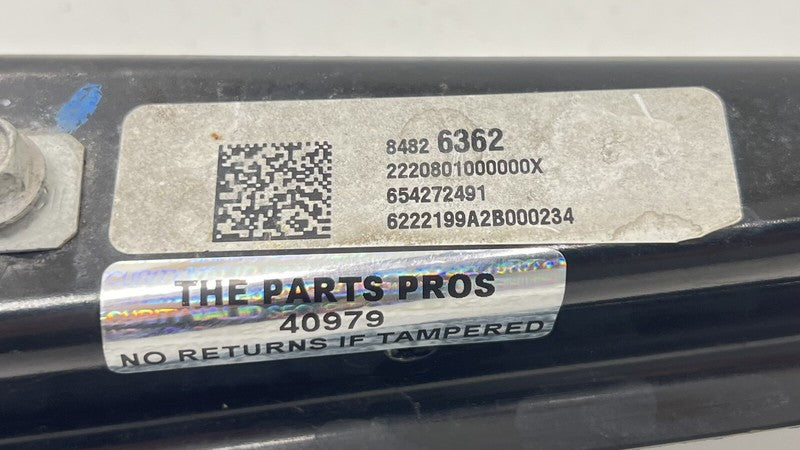 8482 6362
2220801000000X
654272491
6222199A2B000234
THE PARTS PROS
40979
NO RETURNS IF TAMPERED